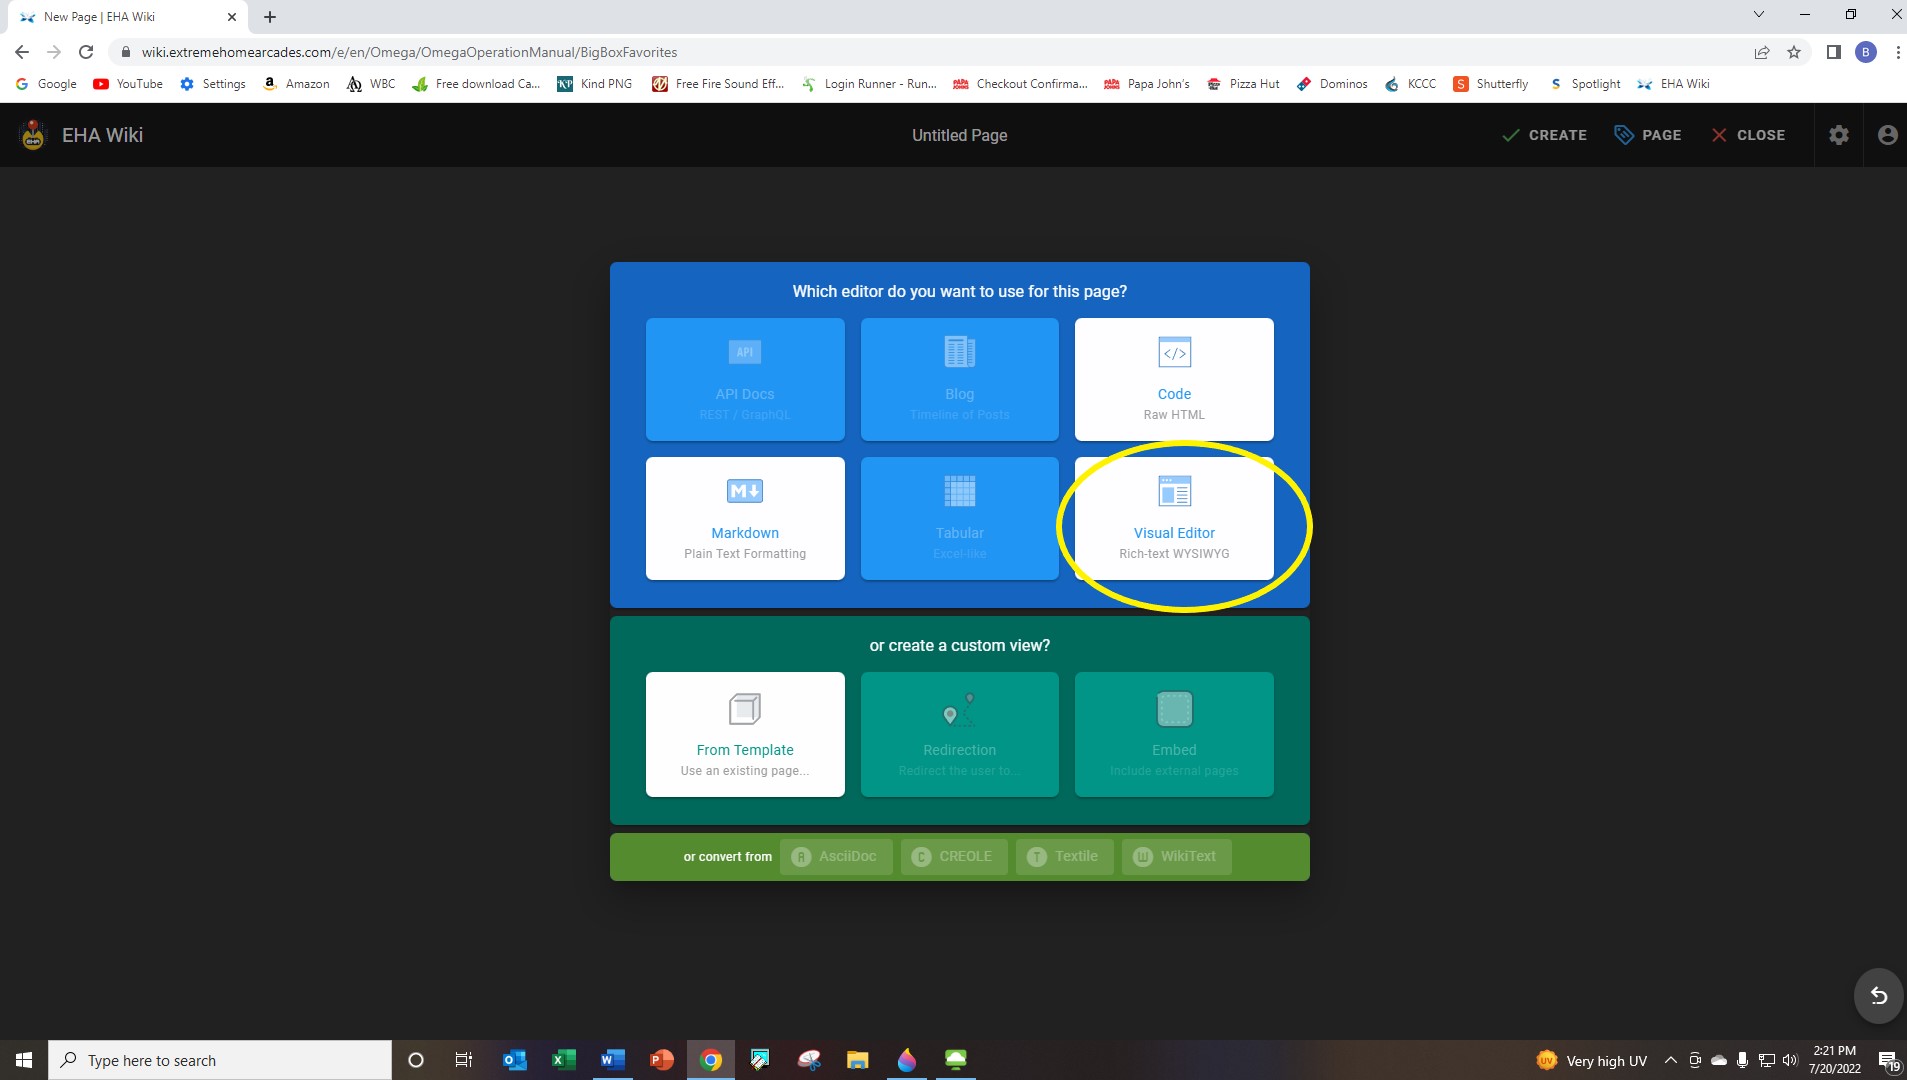 New Page | EHA Wiki
wiki.extremehomearcades.com/e/en/Omega/OmegaOperationManual/BigBoxFavorites
B
Google YouTube Settings Amazon WBC Free download Ca... Kind PNG Free Fire Sound Eff... Login Runner - Run... Checkout Confirma... Papa John's Pizza Hut Dominos KCCC Shutterfly Spotlight EHA Wiki
EHA Wiki Untitled Page CREATE PAGE CLOSE
Which editor do you want to use for this page?
API
API Docs Blog Code
REST / GraphQL Timeline of Posts Raw HTML
Markdown Tabular Visual Editor
Plain Text Formatting Excel-like Rich-text WYSIWYG
or create a custom view?
From Template Redirection Embed
Use an existing page... Redirect the user to... Include external pages
or convert from A AsciiDoc C CREOLE T Textile W WikiText
Type here to search
UV Very high UV
2:21 PM
7/20/2022
19